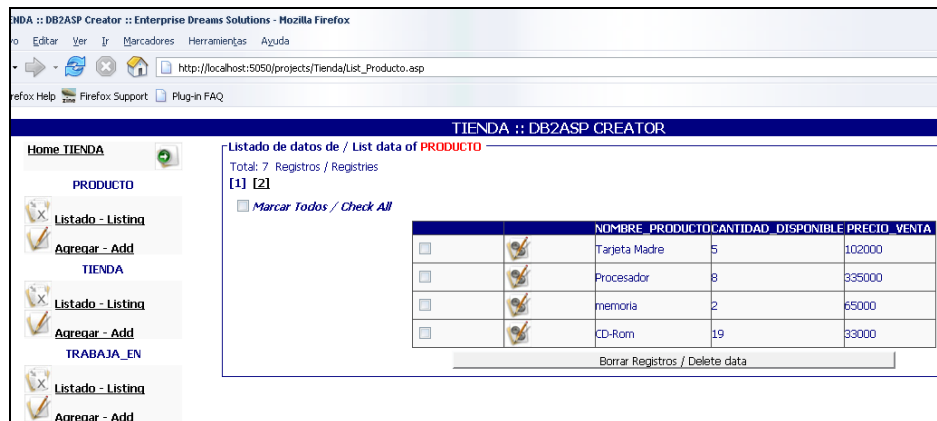 ENDA :: DB2ASP Creator :: Enterprise Dreams Solutions - Mozilla Firefox
Editar Ver Ir Marcadores Herramientas Ayuda
http://localhost:5050/projects/Tienda/List_Producto.asp
Firefox Support Plug-in FAQ
TIENDA :: DB2ASP CREATOR
Home TIENDA
PRODUCTO
Listado - Listing
Agregar - Add
TIENDA
Listado - Listing
Agregar - Add
TRABAJA_EN
Listado - Listing
Agregar - Add
Listado de datos de / List data of PRODUCTO
Total: 7 Registros / Registries
[1] [2]
Marcar Todos / Check All
NOMBRE_PRODUCTO CANTIDAD_DISPONIBLE PRECIO_VENTA
Tarjeta Madre 5 102000
Procesador 8 335000
memoria 2 65000
CD-Rom 19 33000
Borrar Registros / Delete data